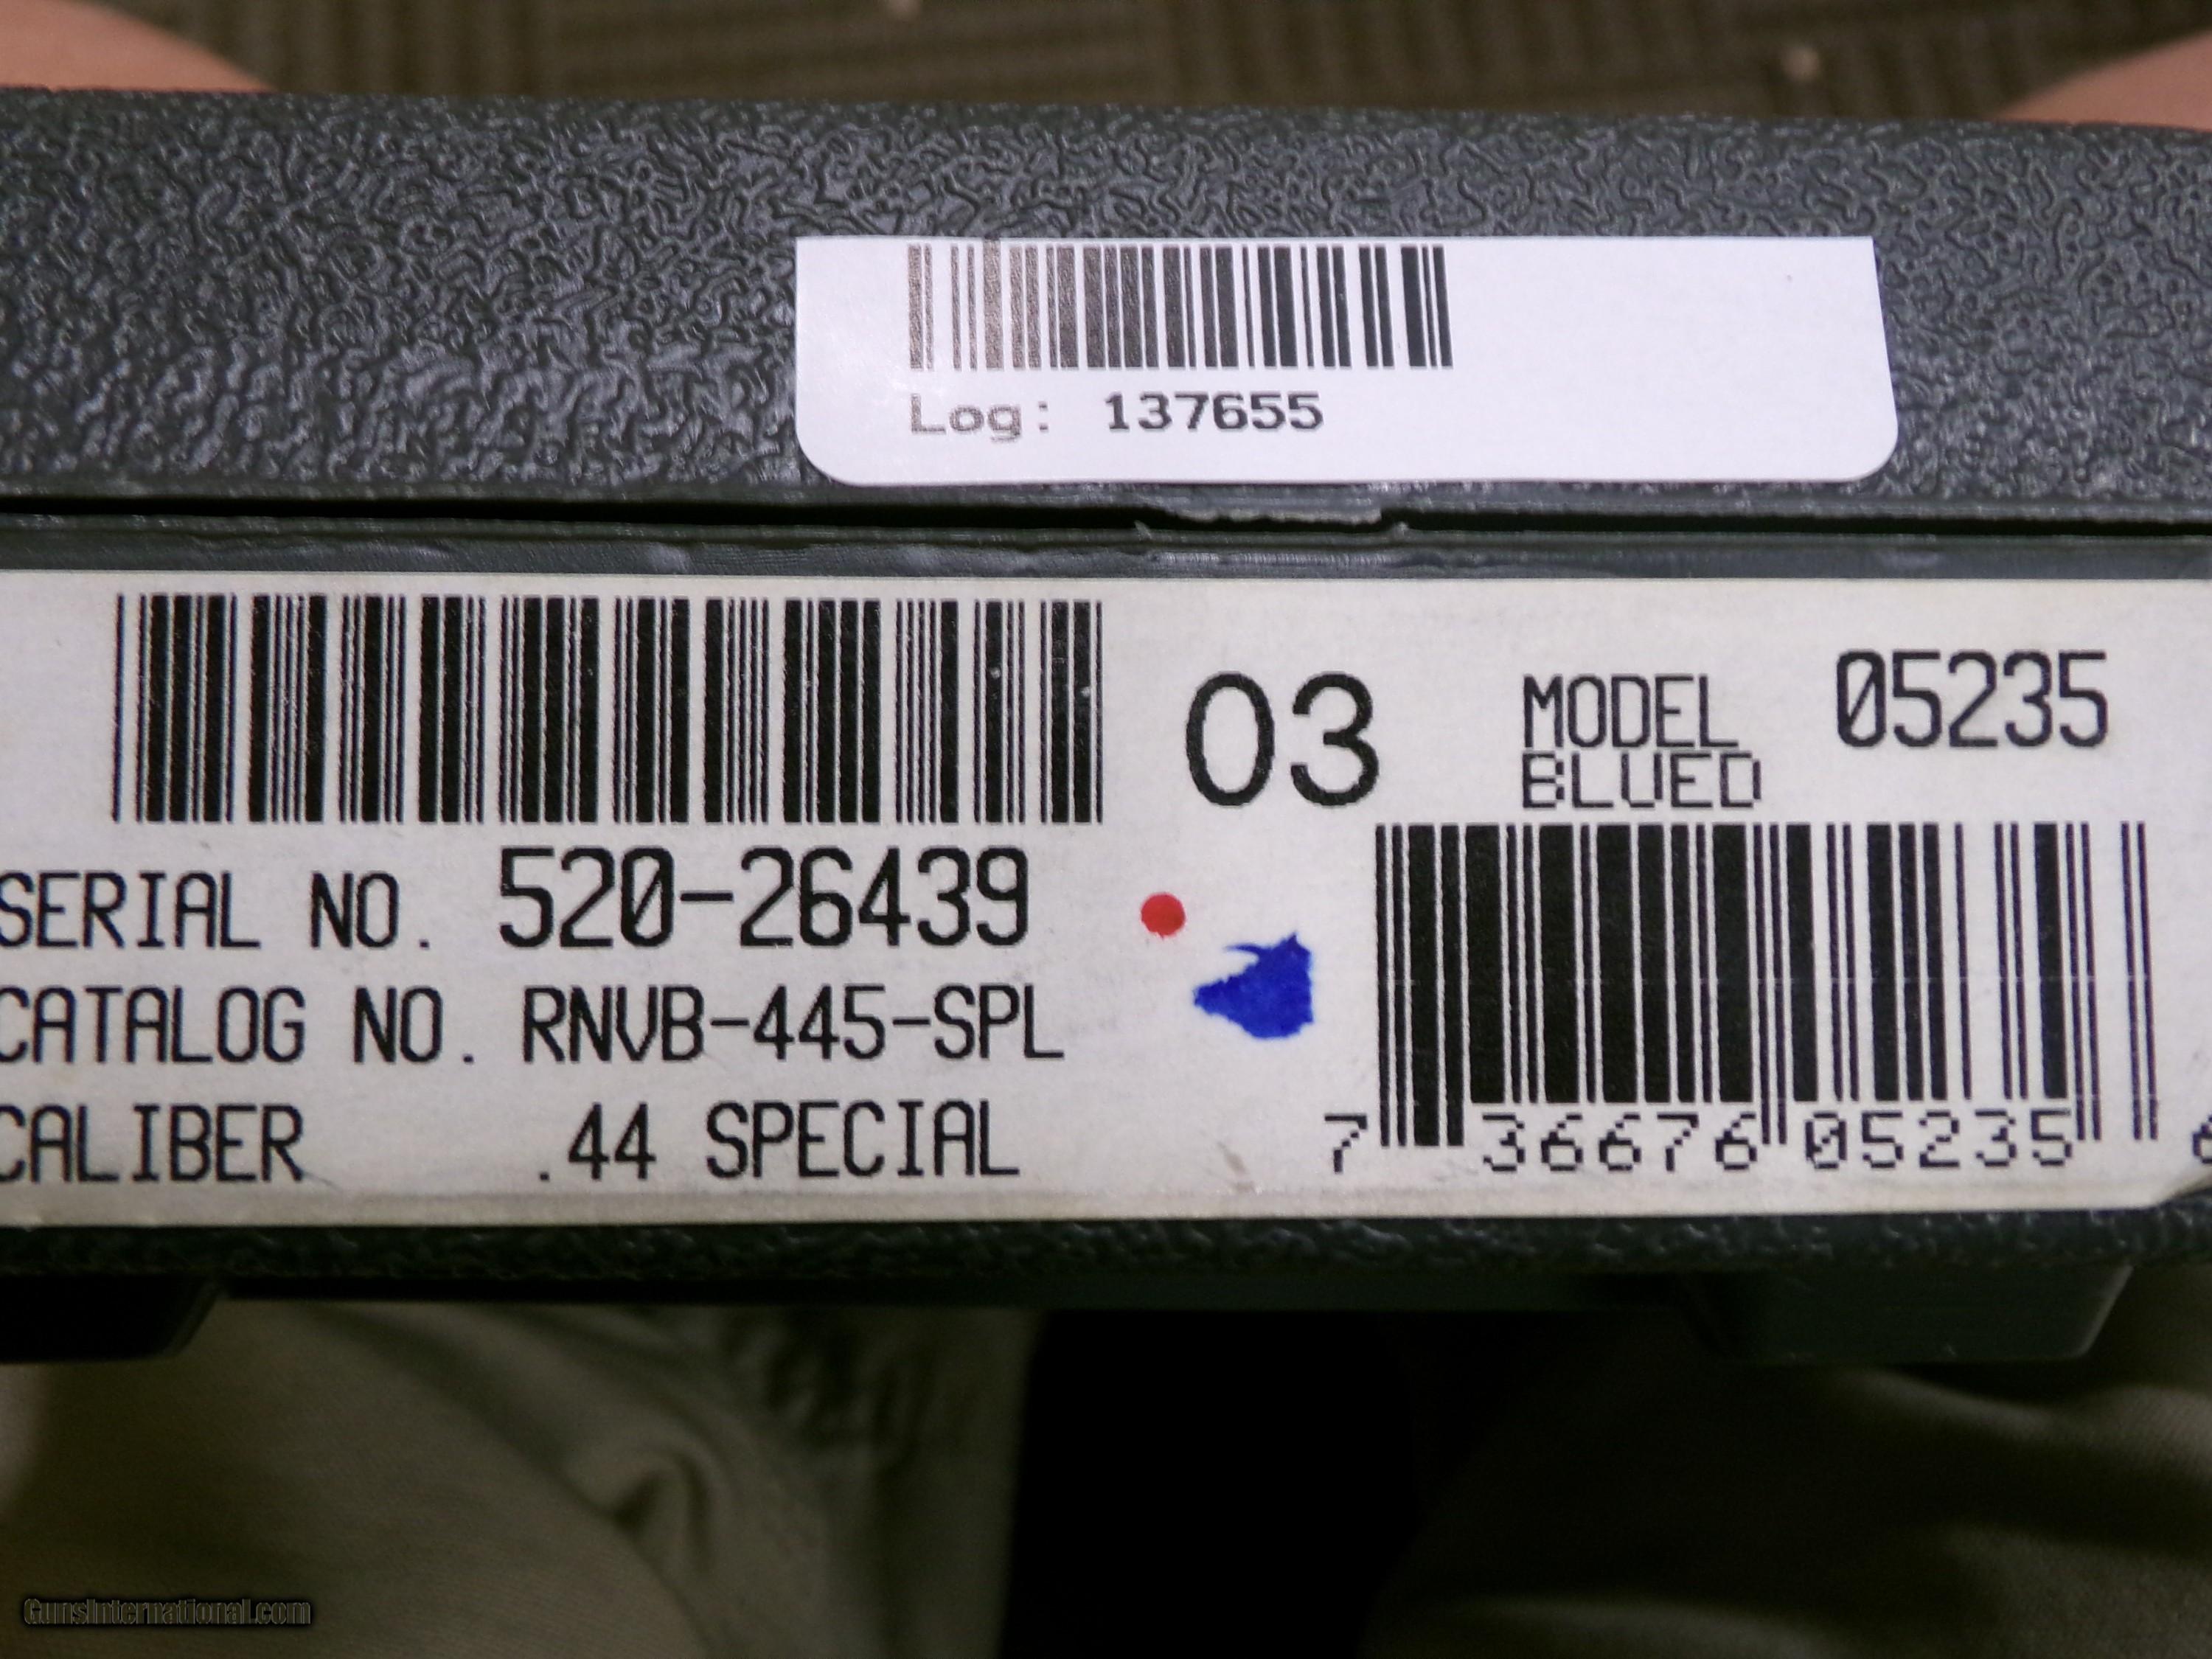 Log: 137655
03
MODEL 05235
BLUED
SERIAL NO. 520-26439
CATALOG NO. RNVB-445-SPL
CALIBER .44 SPECIAL
7 36676 05235 6
GunsInternational.com